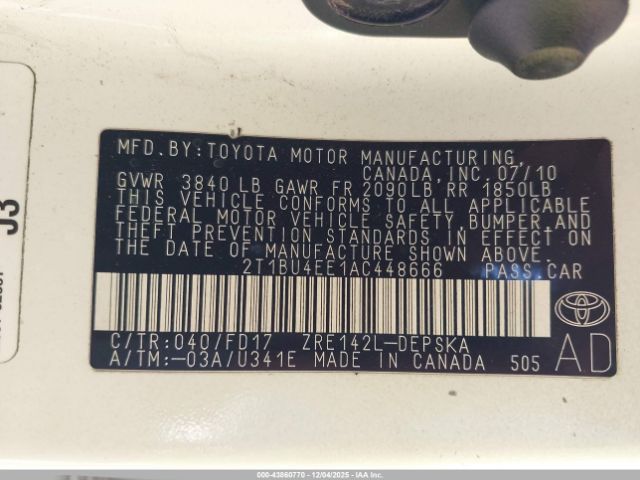 MFD. BY: TOYOTA MOTOR MANUFACTURING,
CANADA, INC. 07/10
GVWR 3840 LB GAWR FR 2090LB RR 1850LB
THIS VEHICLE CONFORMS TO ALL APPLICABLE
FEDERAL MOTOR VEHICLE SAFETY, BUMPER, AND
THEFT PREVENTION STANDARDS IN EFFECT ON
THE DATE OF MANUFACTURE SHOWN ABOVE.
2T1BU4EE1AC448666 PASS. CAR
C/TR: 040/FD17 ZRE142L-DEPSKA
A/TM: -03A/U341E MADE IN CANADA 505
AD
J3
000-43860770 - 12/04/2025 - IAAI.com